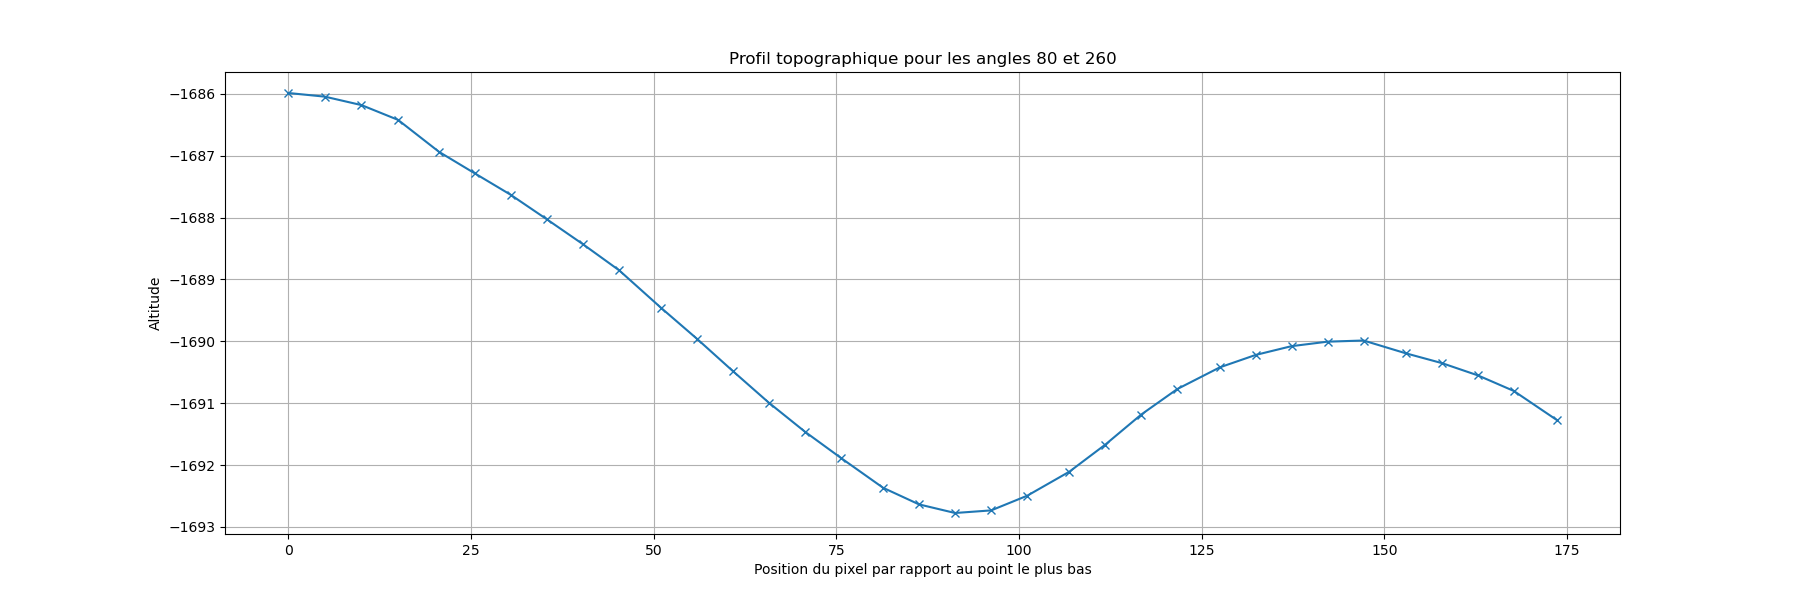 Profil topographique pour les angles 80 et 260
−1686
−1687
−1688
−1689
−1690
−1691
−1692
−1693
Altitude
0 25 50 75 100 125 150 175
Position du pixel par rapport au point le plus bas